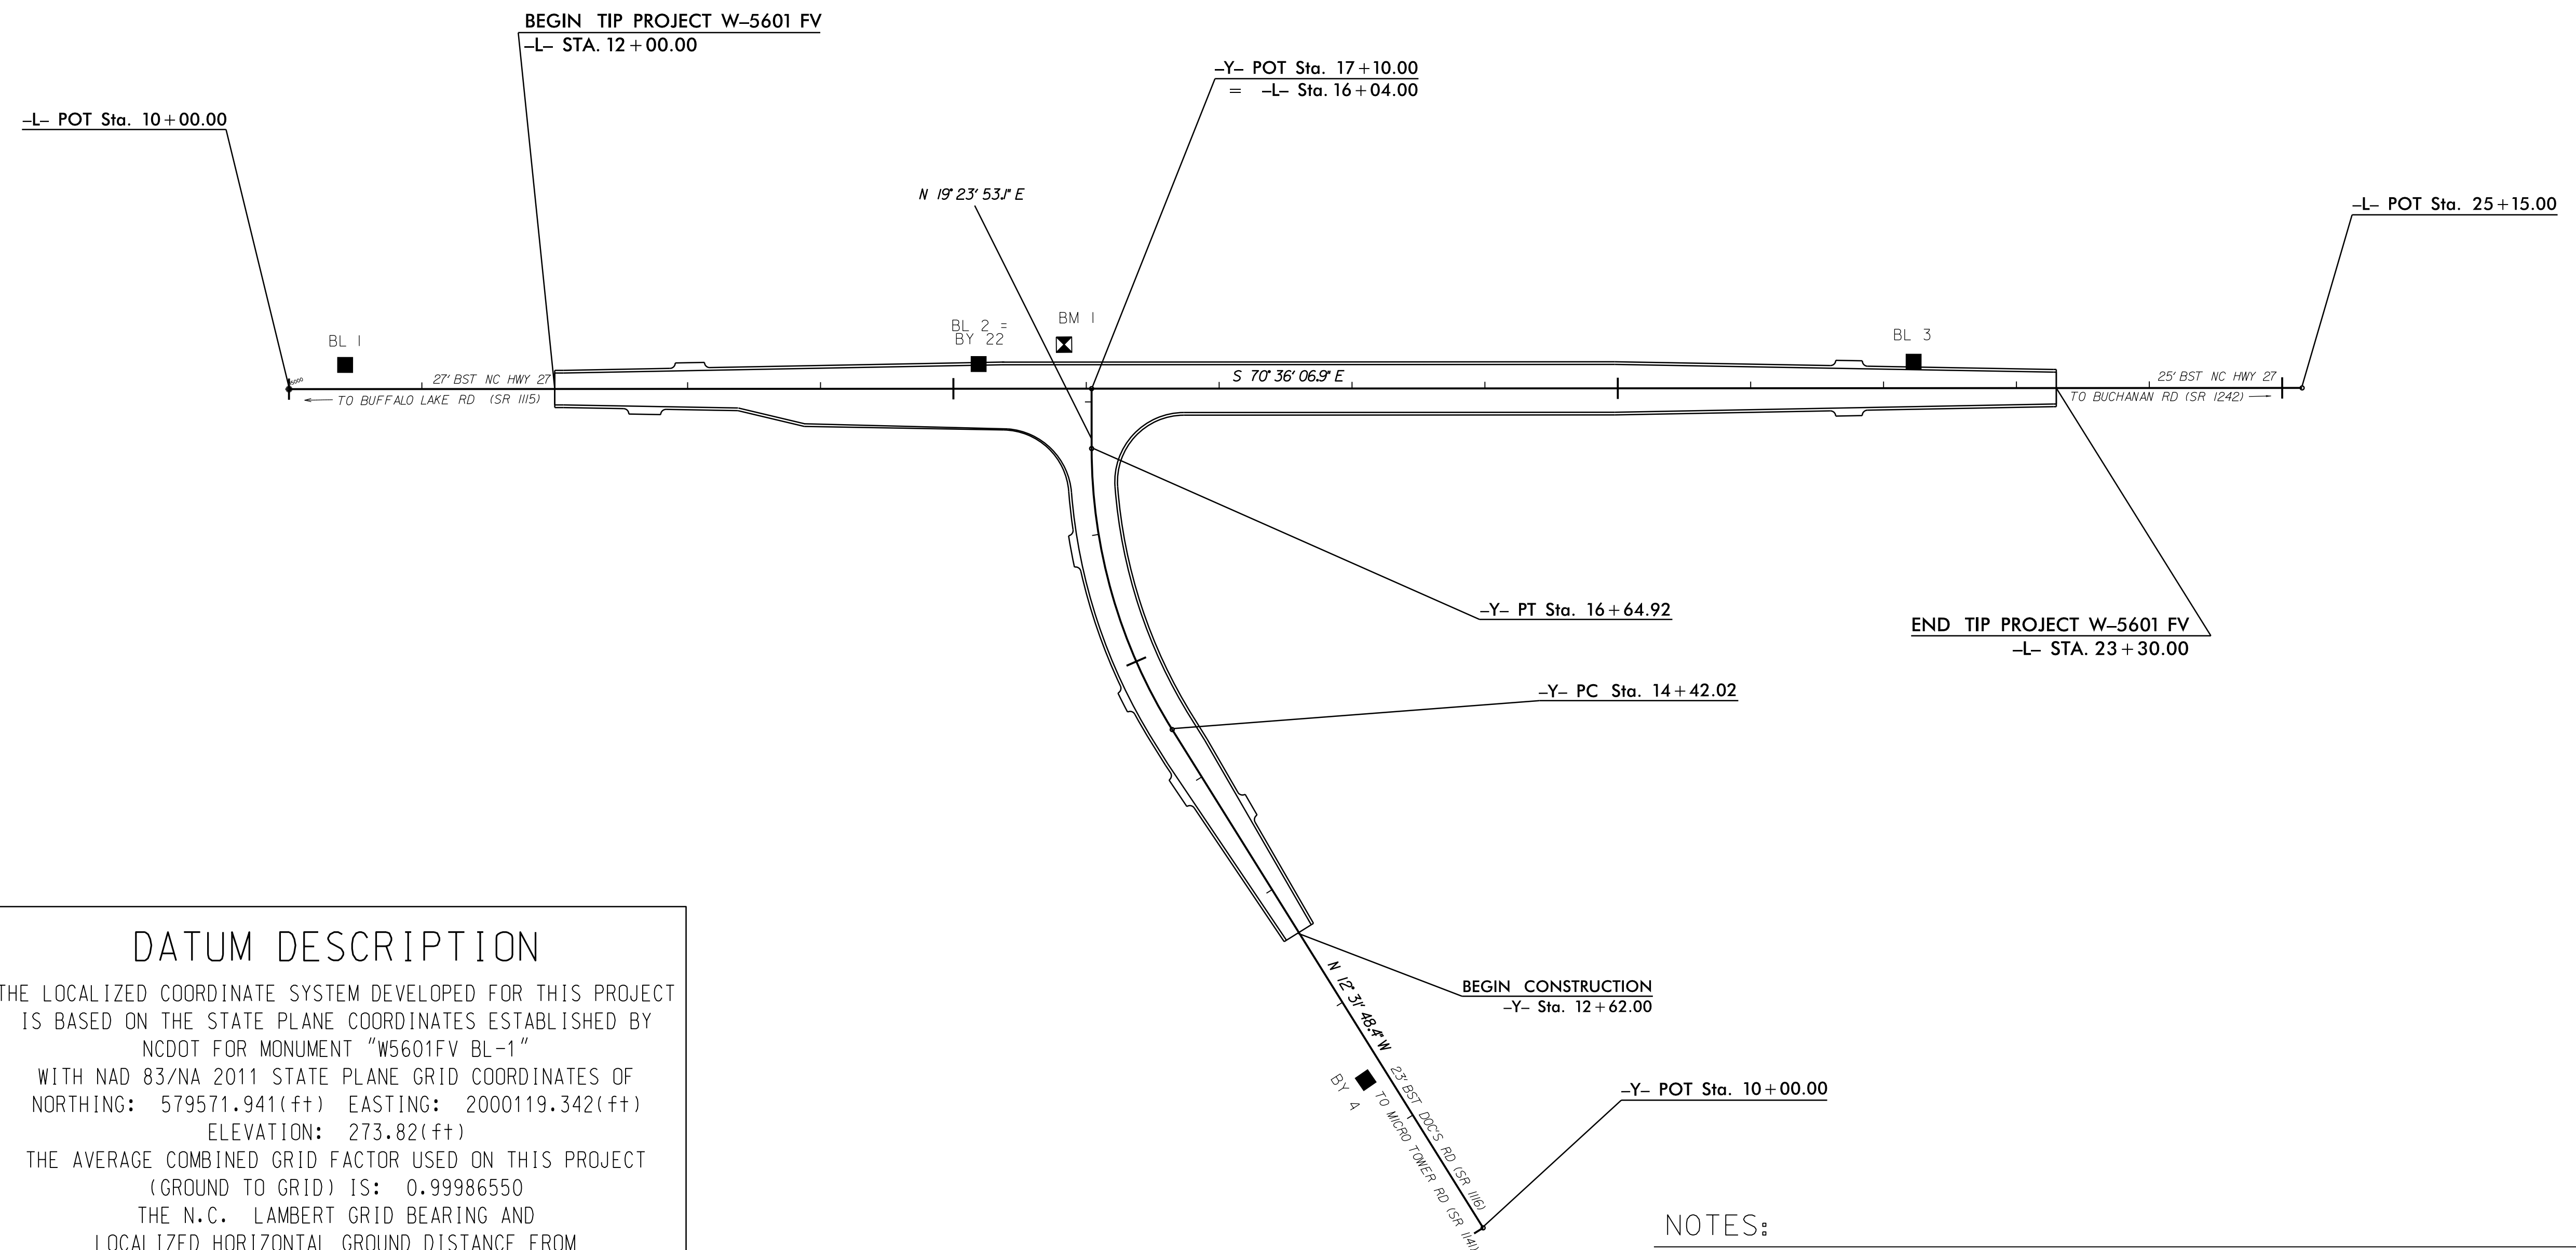 BEGIN TIP PROJECT W–5601 FV
–L– STA. 12+00.00
–Y– POT Sta. 17+10.00
= –L– Sta. 16+04.00
–L– POT Sta. 10+00.00
N 19° 23' 53.1" E
–L– POT Sta. 25+15.00
BL 1
BL 2 =
BY 22
BM 1
BL 3
27' BST NC HWY 27
TO BUFFALO LAKE RD (SR 1115)
S 70° 36' 06.9" E
25' BST NC HWY 27
TO BUCHANAN RD (SR 1242)
–Y– PT Sta. 16+64.92
END TIP PROJECT W–5601 FV
–L– STA. 23+30.00
–Y– PC Sta. 14+42.02
BEGIN CONSTRUCTION
–Y– Sta. 12+62.00
N 12° 31' 48.4" W
23' BST DOC'S RD (SR 1116)
BY 4
TO MICRO TOWER RD (SR 1141)
–Y– POT Sta. 10+00.00
DATUM DESCRIPTION
THE LOCALIZED COORDINATE SYSTEM DEVELOPED FOR THIS PROJECT
IS BASED ON THE STATE PLANE COORDINATES ESTABLISHED BY
NCDOT FOR MONUMENT "W5601FV BL-1"
WITH NAD 83/NA 2011 STATE PLANE GRID COORDINATES OF
NORTHING: 579571.941(ft) EASTING: 2000119.342(ft)
ELEVATION: 273.82(ft)
THE AVERAGE COMBINED GRID FACTOR USED ON THIS PROJECT
(GROUND TO GRID) IS: 0.99986550
THE N.C. LAMBERT GRID BEARING AND
LOCALIZED HORIZONTAL GROUND DISTANCE FROM
NOTES: